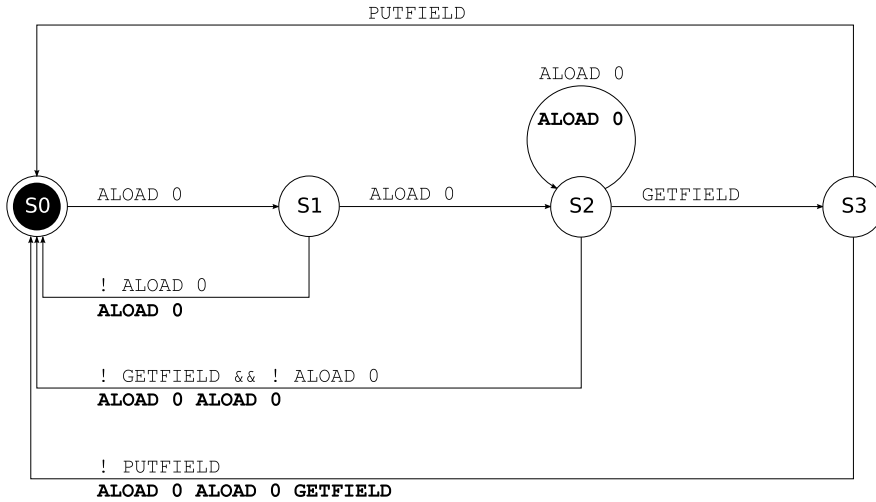 PUTFIELD
ALOAD 0
ALOAD 0
S0
ALOAD 0
S1
ALOAD 0
S2
GETFIELD
S3
! ALOAD 0
ALOAD 0
! GETFIELD && ! ALOAD 0
ALOAD 0 ALOAD 0
! PUTFIELD
ALOAD 0 ALOAD 0 GETFIELD